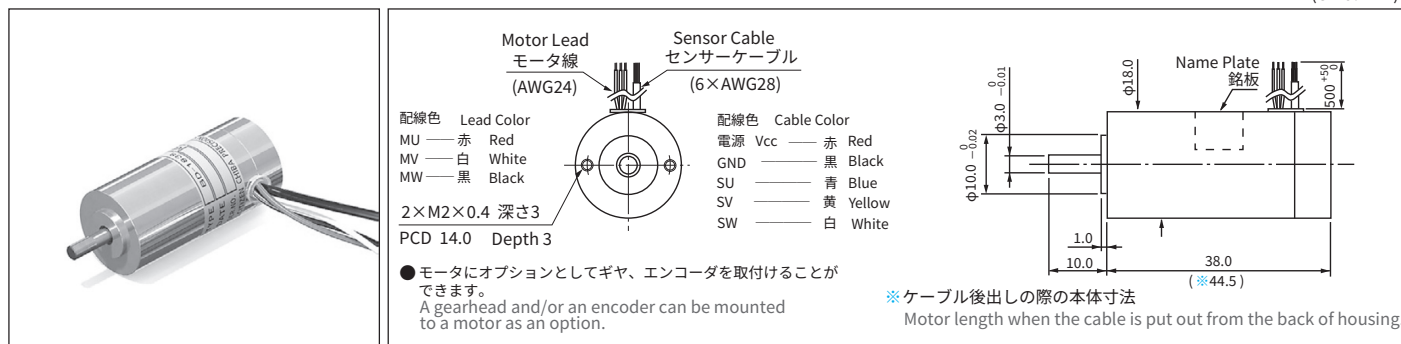 Motor Lead
モータ線
(AWG24)
Sensor Cable
センサーケーブル
(6×AWG28)
配線色 Lead Color
MU 赤 Red
MV 白 White
MW 黒 Black
2×M2×0.4 深さ3
PCD 14.0 Depth 3
配線色 Cable Color
電源 Vcc 赤 Red
GND 黒 Black
SU 青 Blue
SV 黄 Yellow
SW 白 White
●モータにオプションとしてギヤ、エンコーダを取付けることが
できます。
A gearhead and/or an encoder can be mounted
to a motor as an option.
Name Plate
銘板
500 +50 0
φ18.0
φ3.0 0 -0.01
φ10.0 0 -0.02
1.0
10.0
38.0
(※44.5)
※ケーブル後出しの際の本体寸法
Motor length when the cable is put out from the back of housing